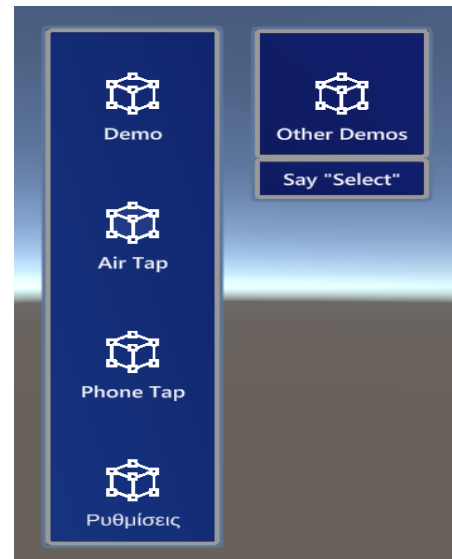 Demo
Air Tap
Phone Tap
Ρυθμίσεις
Other Demos
Say "Select"